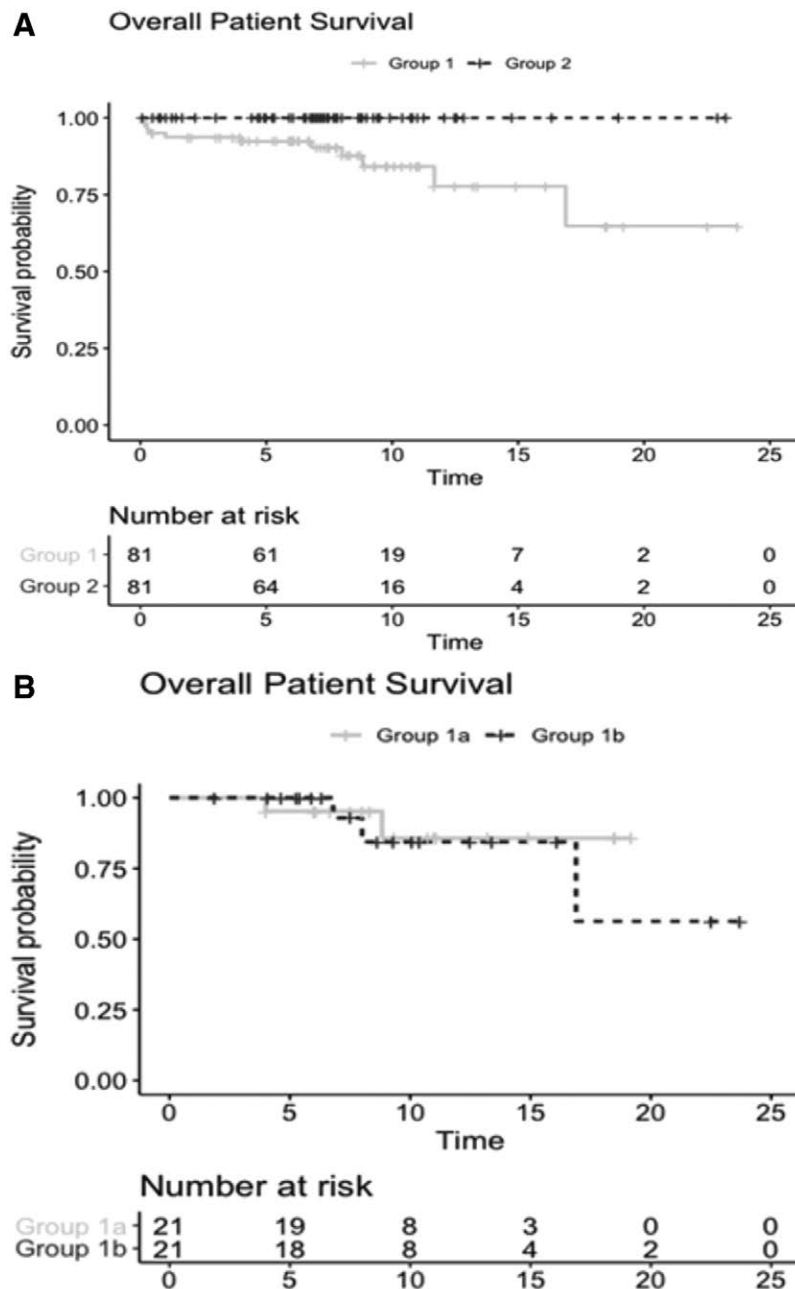 A
Overall Patient Survival
Group 1 Group 2
Survival probability
1.00
0.75
0.50
0.25
0.00
0 5 10 15 20 25
Time
Number at risk
Group 1 81 61 19 7 2 0
Group 2 81 64 16 4 2 0
0 5 10 15 20 25
Time
B
Overall Patient Survival
Group 1a Group 1b
Survival probability
1.00
0.75
0.50
0.25
0.00
0 5 10 15 20 25
Time
Number at risk
Group 1a 21 19 8 3 0 0
Group 1b 21 18 8 4 2 0
0 5 10 15 20 25